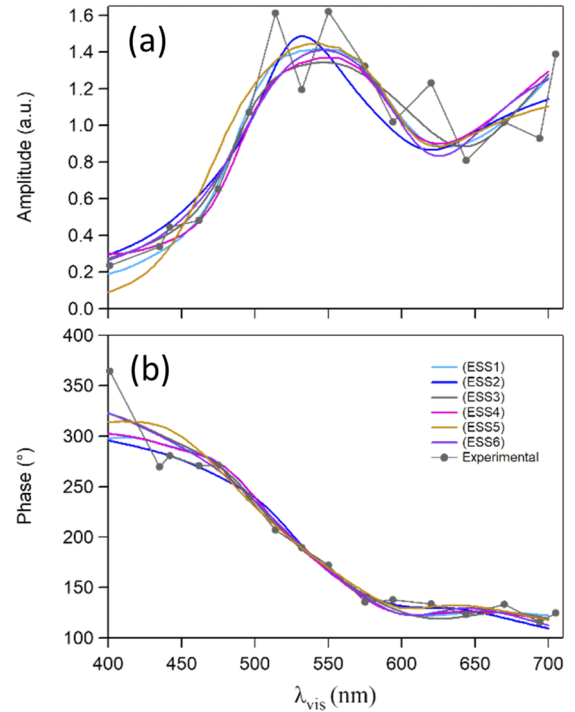 (a)
1.6
1.4
1.2
1.0
0.8
0.6
0.4
0.2
0.0
Amplitude (a.u.)
(b)
400
350
300
250
200
150
100
Phase (°)
(ESS1)
(ESS2)
(ESS3)
(ESS4)
(ESS5)
(ESS6)
Experimental
400 450 500 550 600 650 700
λvis (nm)